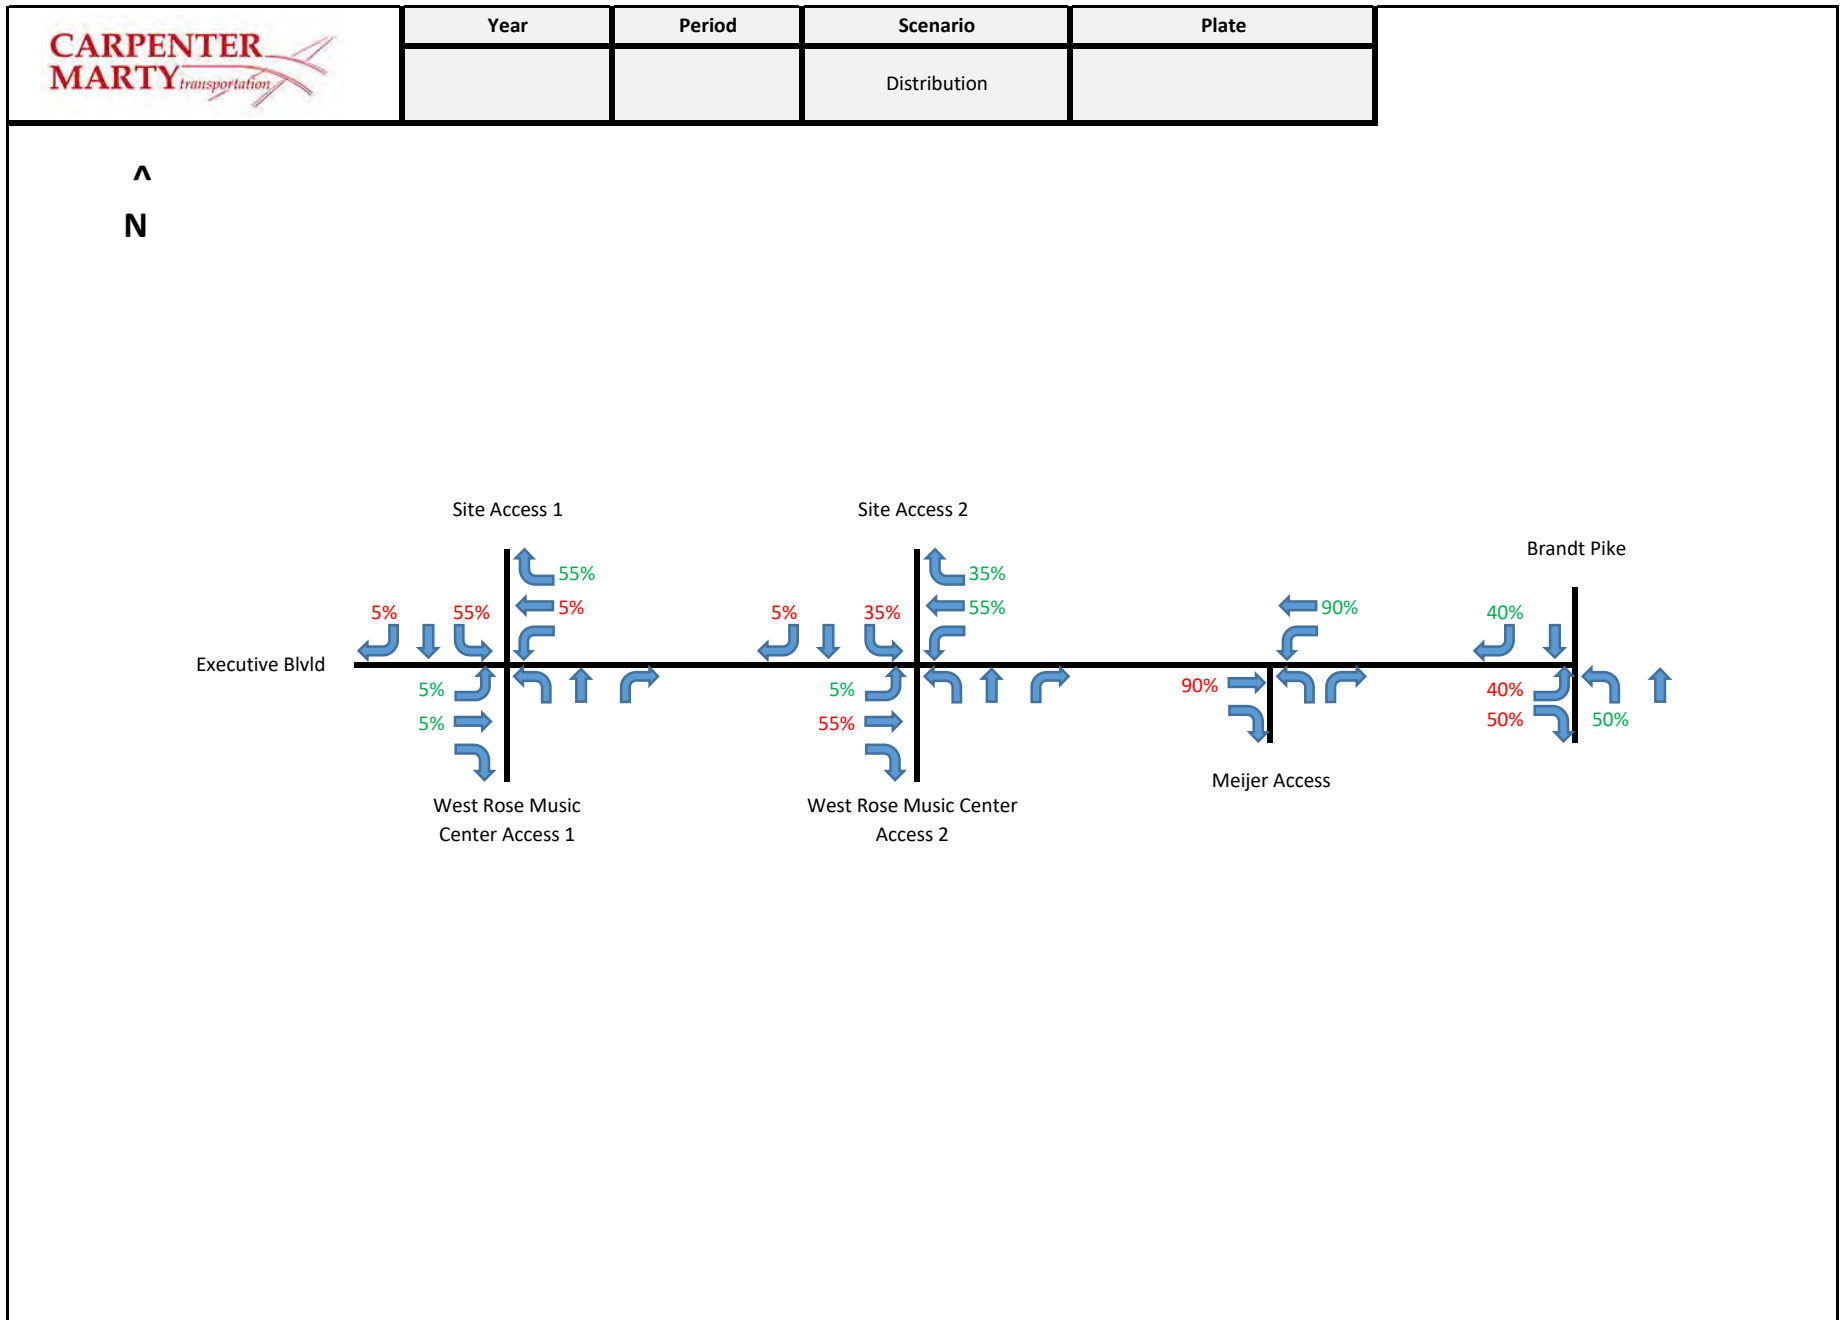 CARPENTER
MARTY transportation
Year Period Scenario Plate
Distribution
^
N
Site Access 1 Site Access 2
Brandt Pike
55% 35%
5% 55% 5% 5% 35% 55% 90% 40%
Executive Blvld
5% 5% 90% 40%
5% 55% 50% 50%
Meijer Access
West Rose Music West Rose Music Center
Center Access 1 Access 2